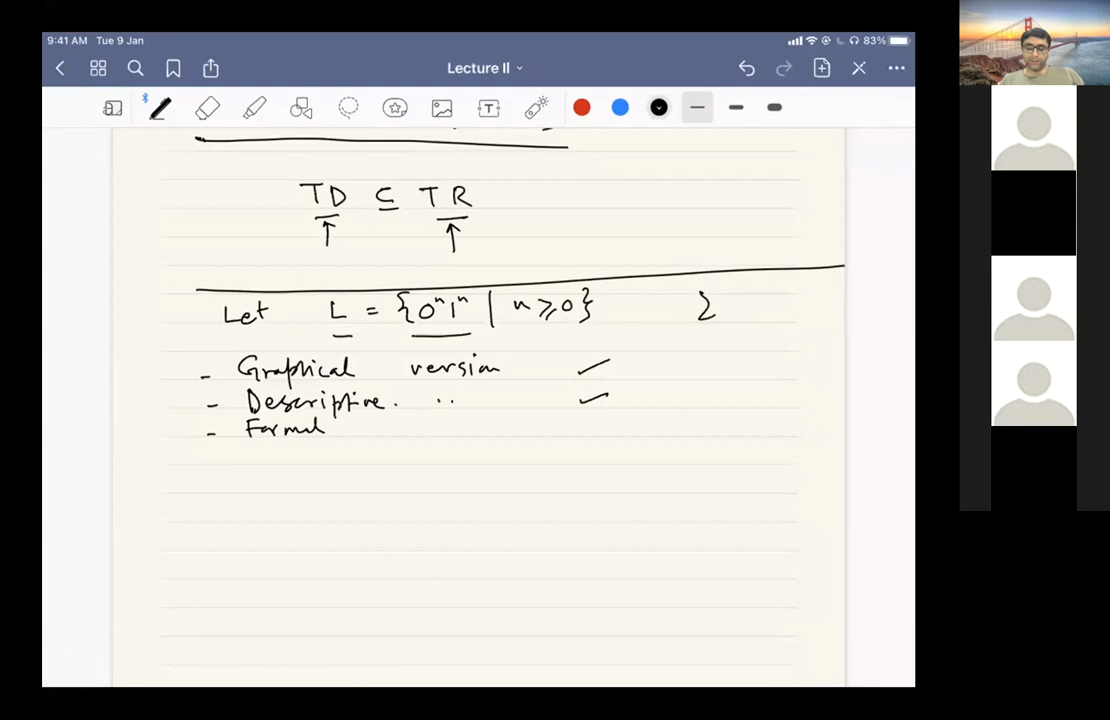 9:41 AM Tue 9 Jan 83%
Lecture II
T
TD ⊆ TR
Let L = {0ⁿ1ⁿ | n ≥ 0} Σ
- Graphical version ✓
- Descriptive. ·· ✓
- Formal